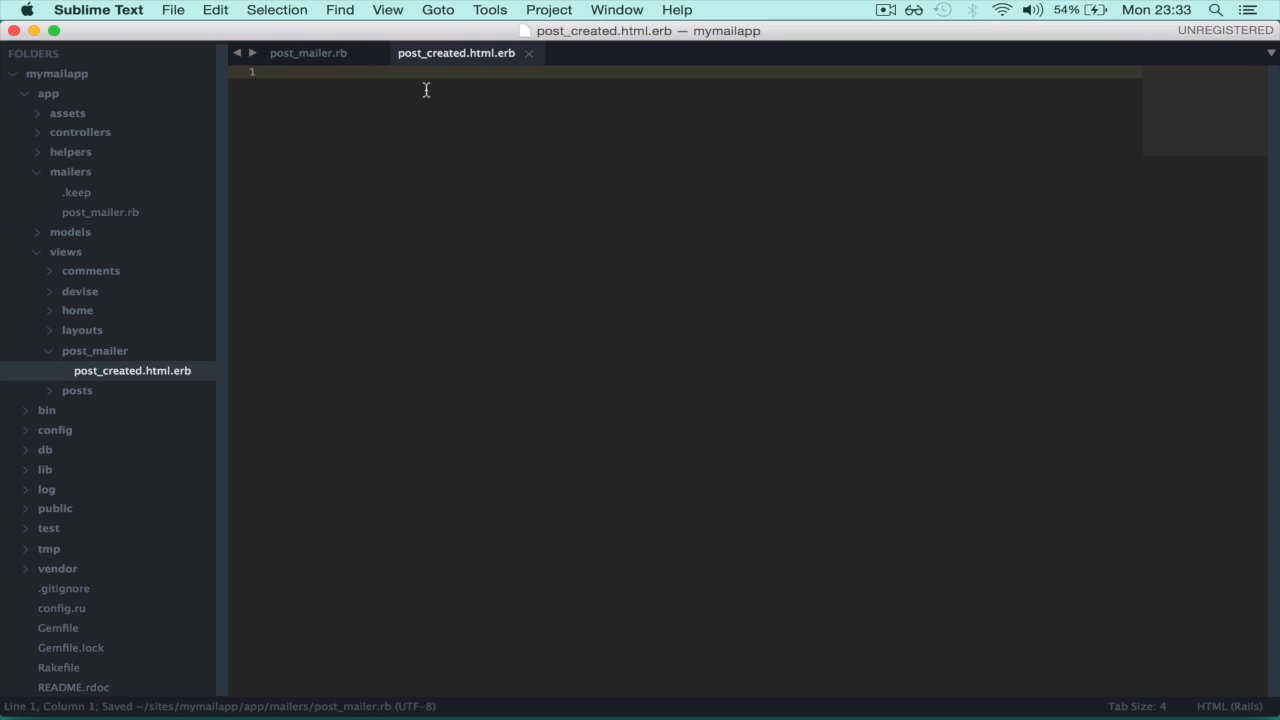 Sublime Text File Edit Selection Find View Goto Tools Project Window Help 54% Mon 23:33
post_created.html.erb — mymailapp UNREGISTERED
FOLDERS
post_mailer.rb post_created.html.erb
mymailapp
1
app
assets
controllers
helpers
mailers
.keep
post_mailer.rb
models
views
comments
devise
home
layouts
post_mailer
post_created.html.erb
posts
bin
config
db
lib
log
public
test
tmp
vendor
.gitignore
config.ru
Gemfile
Gemfile.lock
Rakefile
README.rdoc
Line 1, Column 1; Saved ~/sites/mymailapp/app/mailers/post_mailer.rb (UTF-8) Tab Size: 4 HTML (Rails)